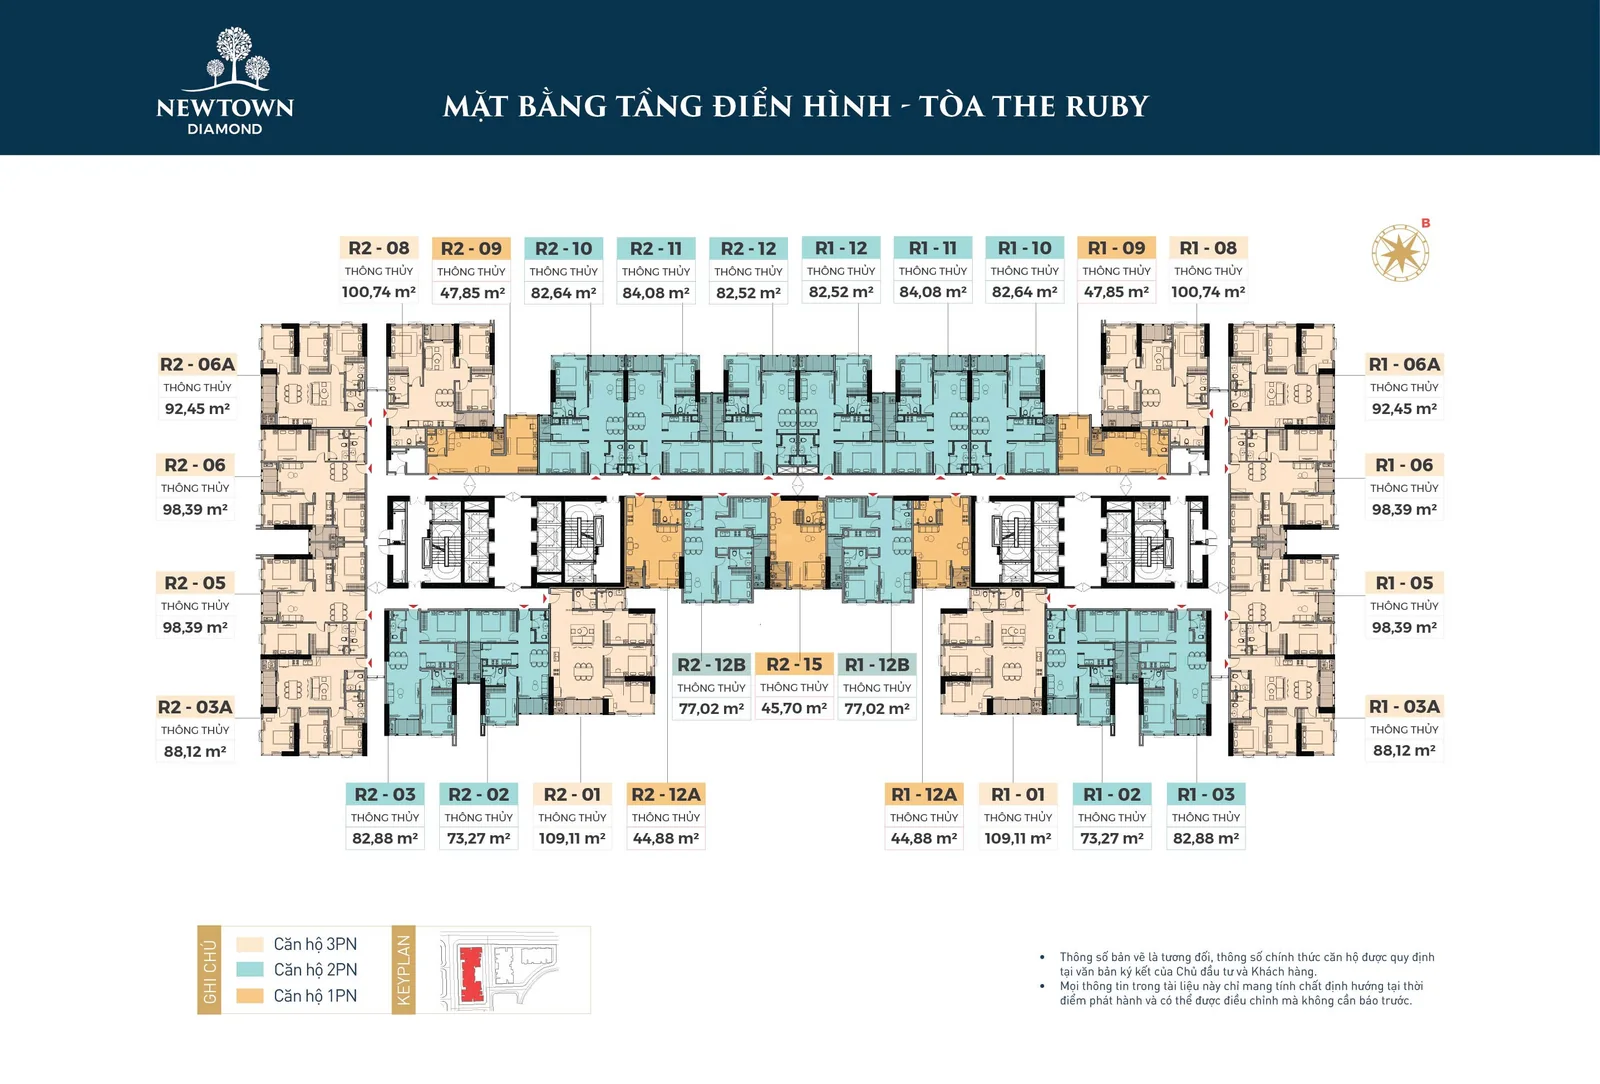 NEWTOWN
DIAMOND
MẶT BẰNG TẦNG ĐIỂN HÌNH - TÒA THE RUBY
B
R2 - 08
THÔNG THỦY
100,74 m²
R2 - 09
THÔNG THỦY
47,85 m²
R2 - 10
THÔNG THỦY
82,64 m²
R2 - 11
THÔNG THỦY
84,08 m²
R2 - 12
THÔNG THỦY
82,52 m²
R1 - 12
THÔNG THỦY
82,52 m²
R1 - 11
THÔNG THỦY
84,08 m²
R1 - 10
THÔNG THỦY
82,64 m²
R1 - 09
THÔNG THỦY
47,85 m²
R1 - 08
THÔNG THỦY
100,74 m²
R2 - 06A
THÔNG THỦY
92,45 m²
R2 - 06
THÔNG THỦY
98,39 m²
R2 - 05
THÔNG THỦY
98,39 m²
R2 - 03A
THÔNG THỦY
88,12 m²
R1 - 06A
THÔNG THỦY
92,45 m²
R1 - 06
THÔNG THỦY
98,39 m²
R1 - 05
THÔNG THỦY
98,39 m²
R1 - 03A
THÔNG THỦY
88,12 m²
R2 - 12B
THÔNG THỦY
77,02 m²
R2 - 15
THÔNG THỦY
45,70 m²
R1 - 12B
THÔNG THỦY
77,02 m²
R2 - 03
THÔNG THỦY
82,88 m²
R2 - 02
THÔNG THỦY
73,27 m²
R2 - 01
THÔNG THỦY
109,11 m²
R2 - 12A
THÔNG THỦY
44,88 m²
R1 - 12A
THÔNG THỦY
44,88 m²
R1 - 01
THÔNG THỦY
109,11 m²
R1 - 02
THÔNG THỦY
73,27 m²
R1 - 03
THÔNG THỦY
82,88 m²
GHI CHÚ
Căn hộ 3PN
Căn hộ 2PN
Căn hộ 1PN
KEYPLAN
• Thông số bản vẽ là tương đối, thông số chính thức căn hộ được quy định
tại văn bản ký kết của Chủ đầu tư và Khách hàng.
• Mọi thông tin trong tài liệu này chỉ mang tính chất định hướng tại thời
điểm phát hành và có thể được điều chỉnh mà không cần báo trước.